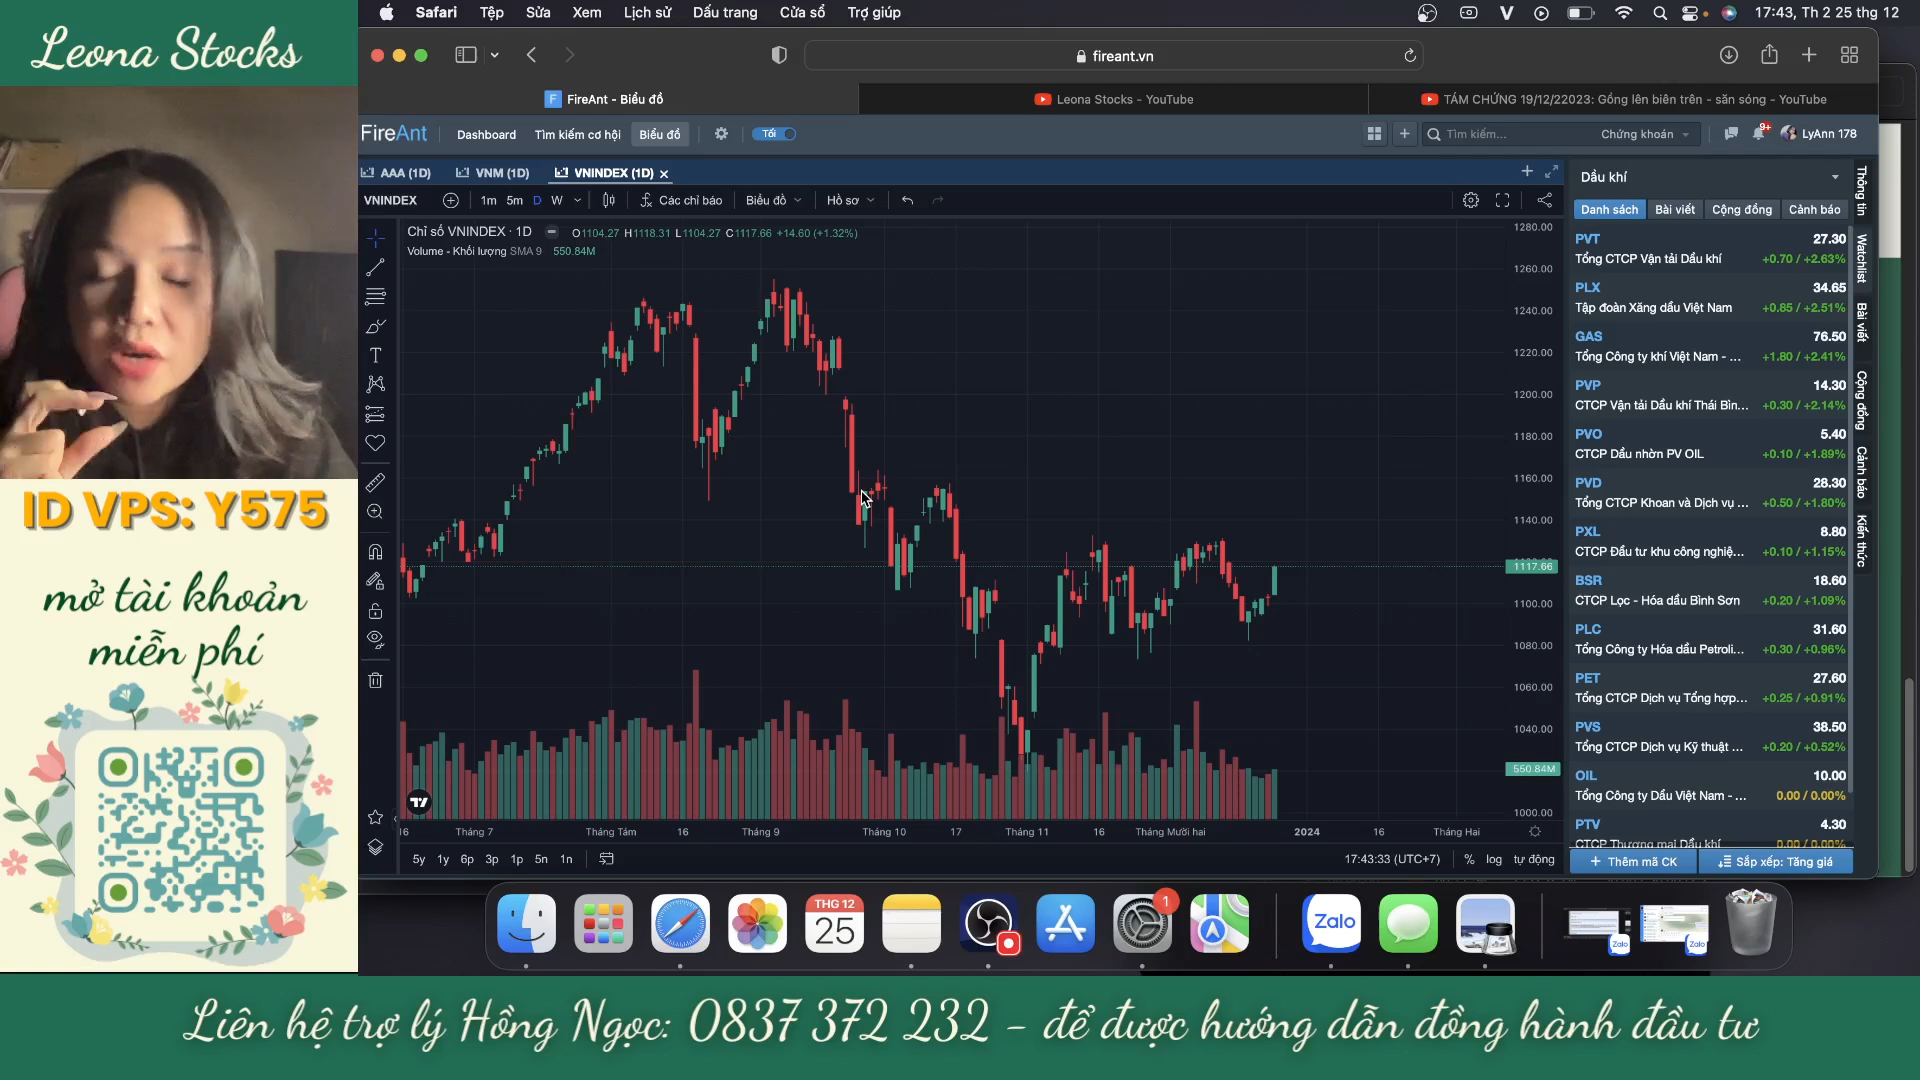 Leona Stocks
Safari Tệp Sửa Xem Lịch sử Dấu trang Cửa sổ Trợ giúp
17:43, Th 2 25 thg 12
fireant.vn
FireAnt - Biểu đồ
Leona Stocks - YouTube
TÁM CHỨNG 19/12/22023: Gồng lên biên trên - săn sóng - YouTube
FireAnt Dashboard Tìm kiếm cơ hội Biểu đồ Tối
Tìm kiếm... Chứng khoán 9+ LyAnn 178
AAA (1D) VNM (1D) VNINDEX (1D)
VNINDEX 1m 5m D W Các chỉ báo Biểu đồ Hồ sơ
Chỉ số VNINDEX · 1D O1104.27 H1118.31 L1104.27 C1117.66 +14.60 (+1.32%)
Volume - Khối lượng SMA 9 550.84M
1280.00
1260.00
1240.00
1220.00
1200.00
1180.00
1160.00
1140.00
1117.66
1100.00
1080.00
1060.00
1040.00
550.84M
1000.00
16 Tháng 7 Tháng Tám 16 Tháng 9 Tháng 10 17 Tháng 11 16 Tháng Mười hai 2024 16 Tháng Hai
5y 1y 6p 3p 1p 5n 1n
17:43:33 (UTC+7) % log tự động
Dầu khí
Danh sách Bài viết Cộng đồng Cảnh báo
PVT 27.30
Tổng CTCP Vận tải Dầu khí +0.70 / +2.63%
PLX 34.65
Tập đoàn Xăng dầu Việt Nam +0.85 / +2.51%
GAS 76.50
Tổng Công ty khí Việt Nam - ... +1.80 / +2.41%
PVP 14.30
CTCP Vận tải Dầu khí Thái Bìn... +0.30 / +2.14%
PVO 5.40
CTCP Dầu nhờn PV OIL +0.10 / +1.89%
PVD 28.30
Tổng CTCP Khoan và Dịch vụ ... +0.50 / +1.80%
PXL 8.80
CTCP Đầu tư khu công nghiệ... +0.10 / +1.15%
BSR 18.60
CTCP Lọc - Hóa dầu Bình Sơn +0.20 / +1.09%
PLC 31.60
Tổng Công ty Hóa dầu Petroli... +0.30 / +0.96%
PET 27.60
Tổng CTCP Dịch vụ Tổng hợp... +0.25 / +0.91%
PVS 38.50
Tổng CTCP Dịch vụ Kỹ thuật ... +0.20 / +0.52%
OIL 10.00
Tổng Công ty Dầu Việt Nam - ... 0.00 / 0.00%
PTV 4.30
CTCP Thương mại Dầu khí 0.00 / 0.00%
Thêm mã CK Sắp xếp: Tăng giá
Thông tin
Watchlist
Bài viết
Cộng đồng
Cảnh báo
Kiến thức
ID VPS: Y575
mở tài khoản
miễn phí
THG 12
25
1
Zalo
Zalo
Zalo
Liên hệ trợ lý Hồng Ngọc: 0837 372 232 - để được hướng dẫn đồng hành đầu tư